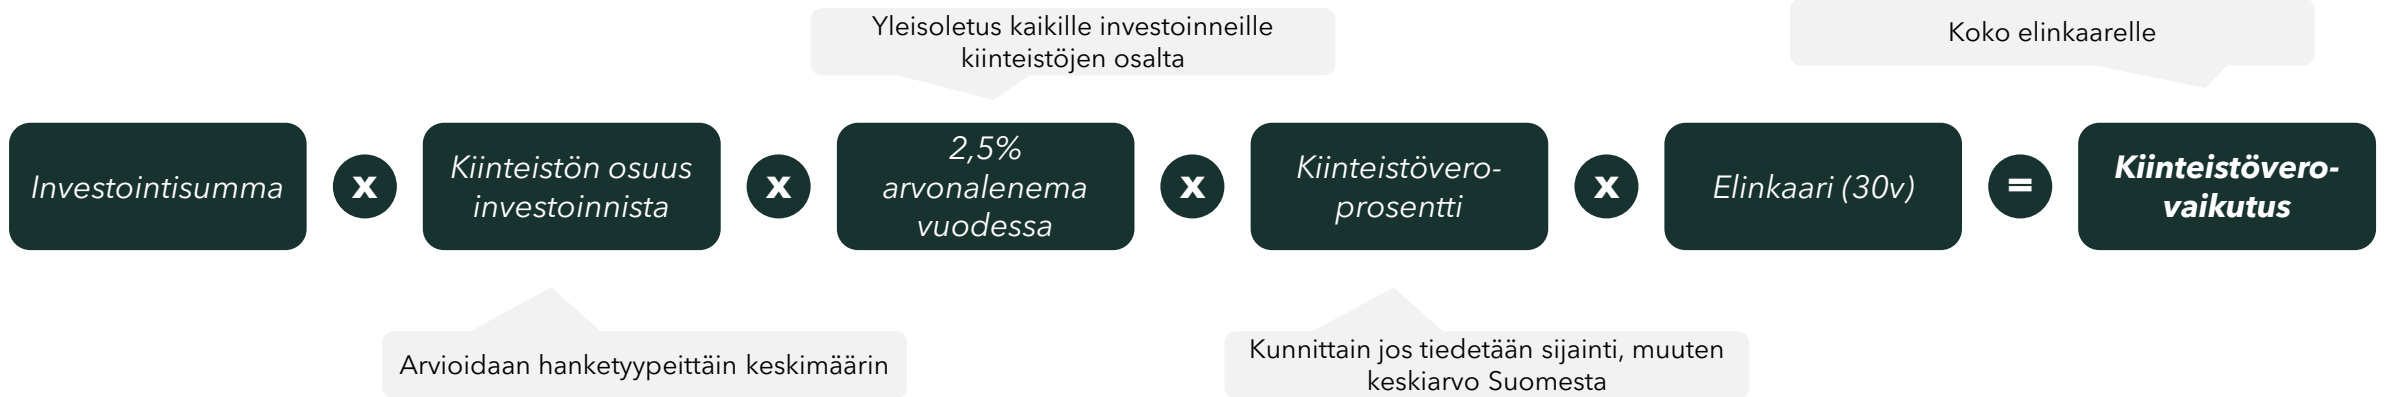 Yleisoletus kaikille investoinneille
kiinteistöjen osalta
Koko elinkaarelle
Investointisumma
x
Kiinteistön osuus
investoinnista
x
2,5%
arvonalenema
vuodessa
x
Kiinteistövero-
prosentti
x
Elinkaari (30v)
=
Kiinteistövero-
vaikutus
Arvioidaan hanketyypeittäin keskimäärin
Kunnittain jos tiedetään sijainti, muuten
keskiarvo Suomesta